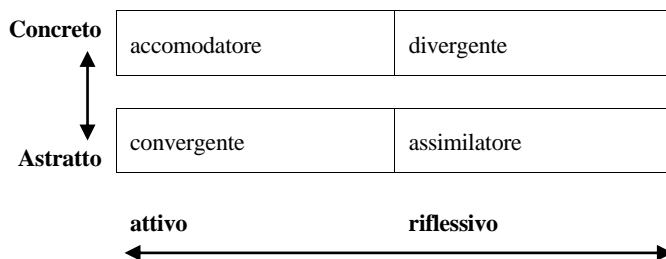 Concreto
accomodatore divergente
convergente assimilatore
Astratto
attivo riflessivo